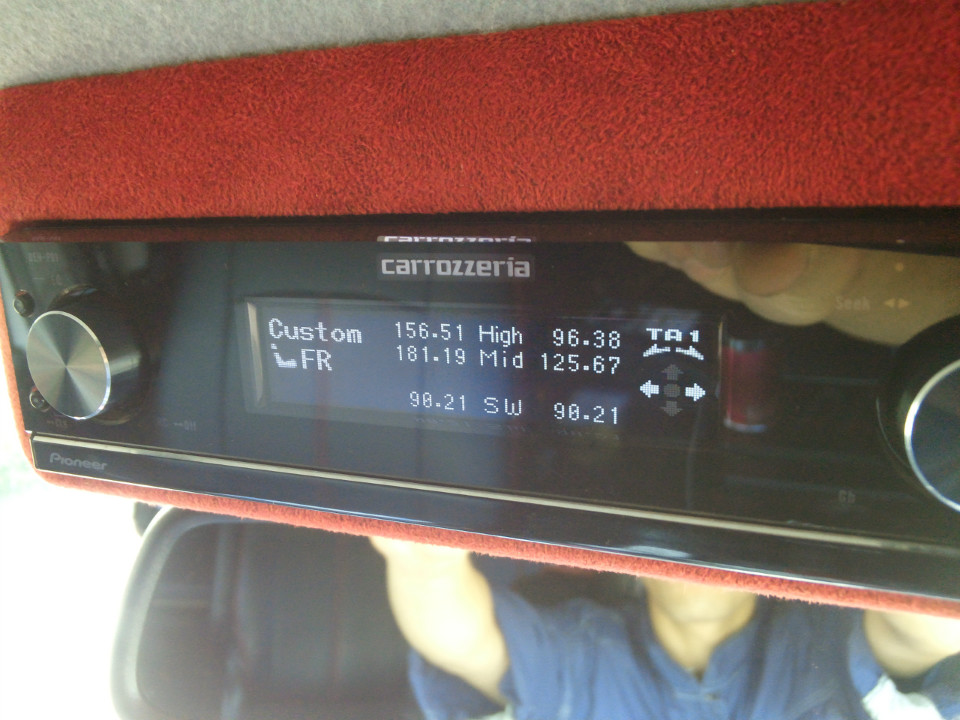 carrozzeria
Custom 156.51 High 96.38 TA1
FR 181.19 Mid 125.67
90.21 SW 90.21
Pioneer
Seek